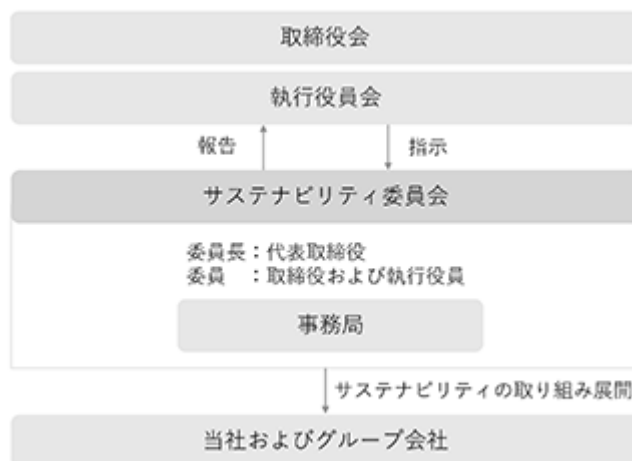 取締役会
執行役員会
報告
指示
サステナビリティ委員会
委員長：代表取締役
委員　：取締役および執行役員
事務局
サステナビリティの取り組み展開
当社およびグループ会社